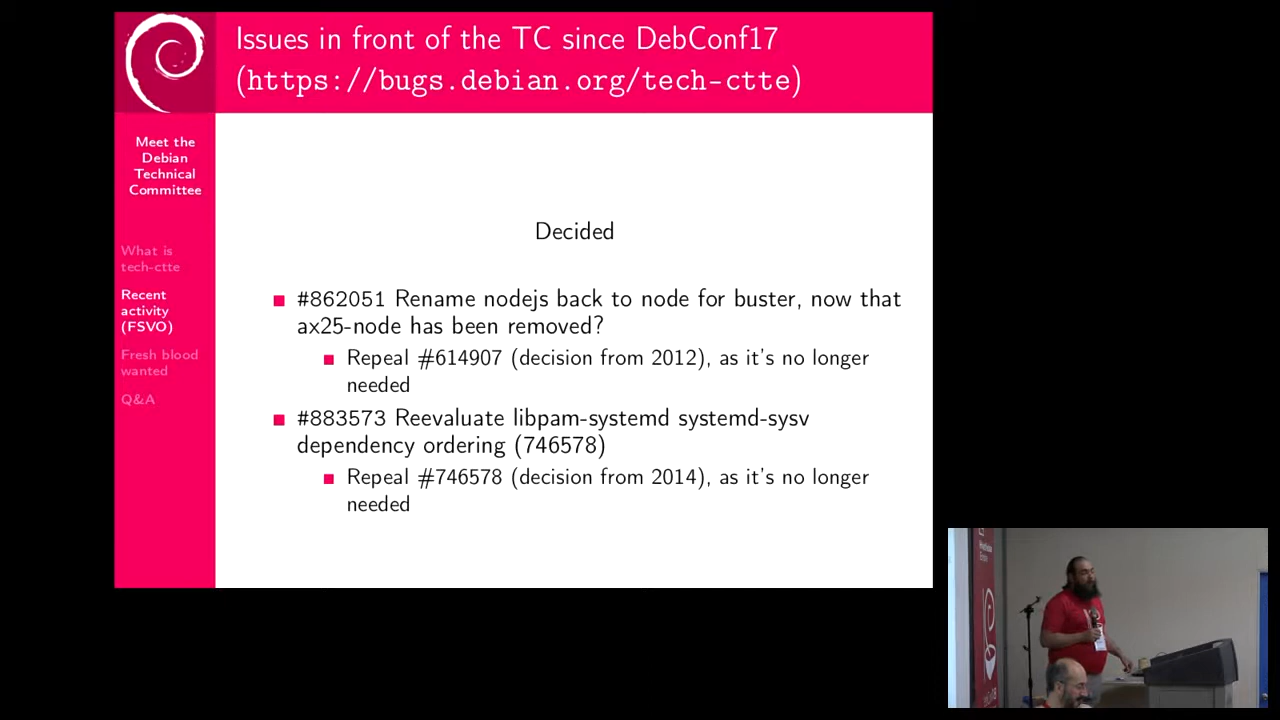 Issues in front of the TC since DebConf17
(https://bugs.debian.org/tech-ctte)
Meet the
Debian
Technical
Committee
What is
tech-ctte
Recent
activity
(FSVO)
Fresh blood
wanted
Q&A
Decided
#862051 Rename nodejs back to node for buster, now that
ax25-node has been removed?
Repeal #614907 (decision from 2012), as it's no longer
needed
#883573 Reevaluate libpam-systemd systemd-sysv
dependency ordering (746578)
Repeal #746578 (decision from 2014), as it's no longer
needed